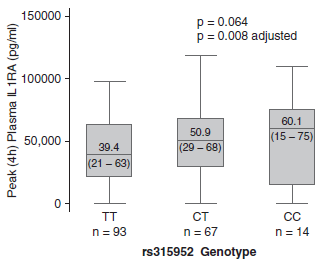 150000
p = 0.064
p = 0.008 adjusted
100000
50,000
0
Peak (4h) Plasma IL1RA (pg/ml)
39.4
(21 – 63)
50.9
(29 – 68)
60.1
(15 – 75)
TT
CT
CC
n = 93
n = 67
n = 14
rs315952 Genotype